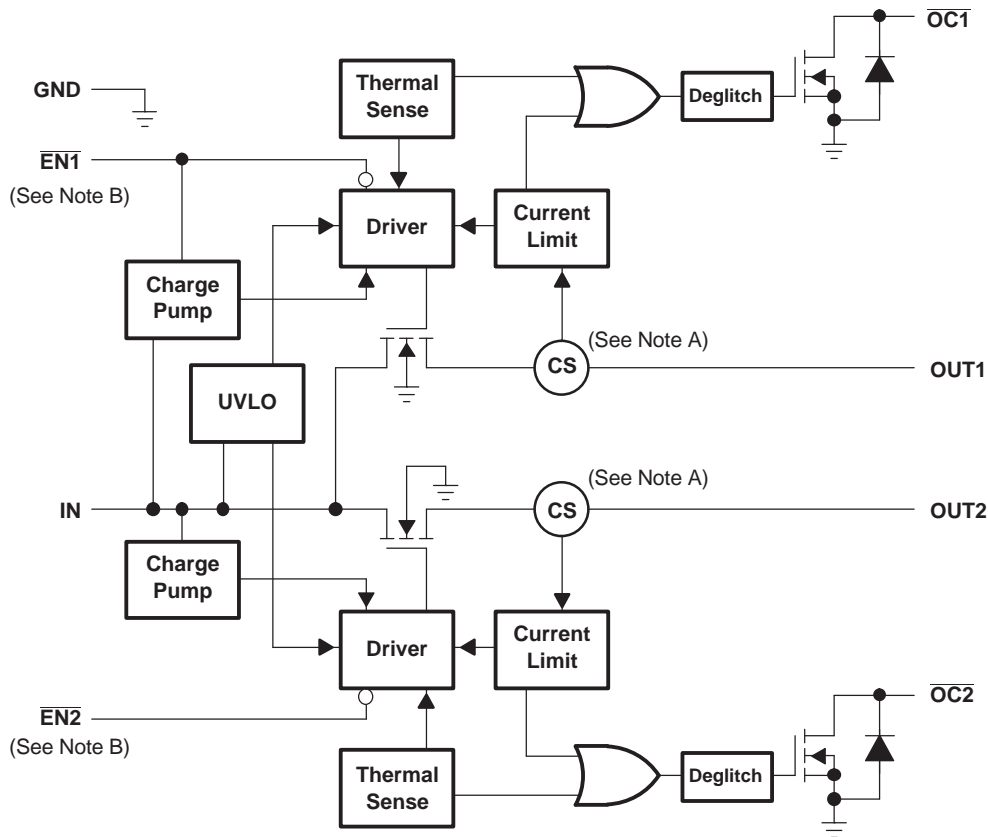 OC1
Thermal
Sense
Deglitch
GND
EN1
(See Note B)
Driver
Current
Limit
Charge
Pump
(See Note A)
CS
OUT1
UVLO
(See Note A)
IN
CS
OUT2
Charge
Pump
Driver
Current
Limit
OC2
EN2
(See Note B)
Thermal
Sense
Deglitch